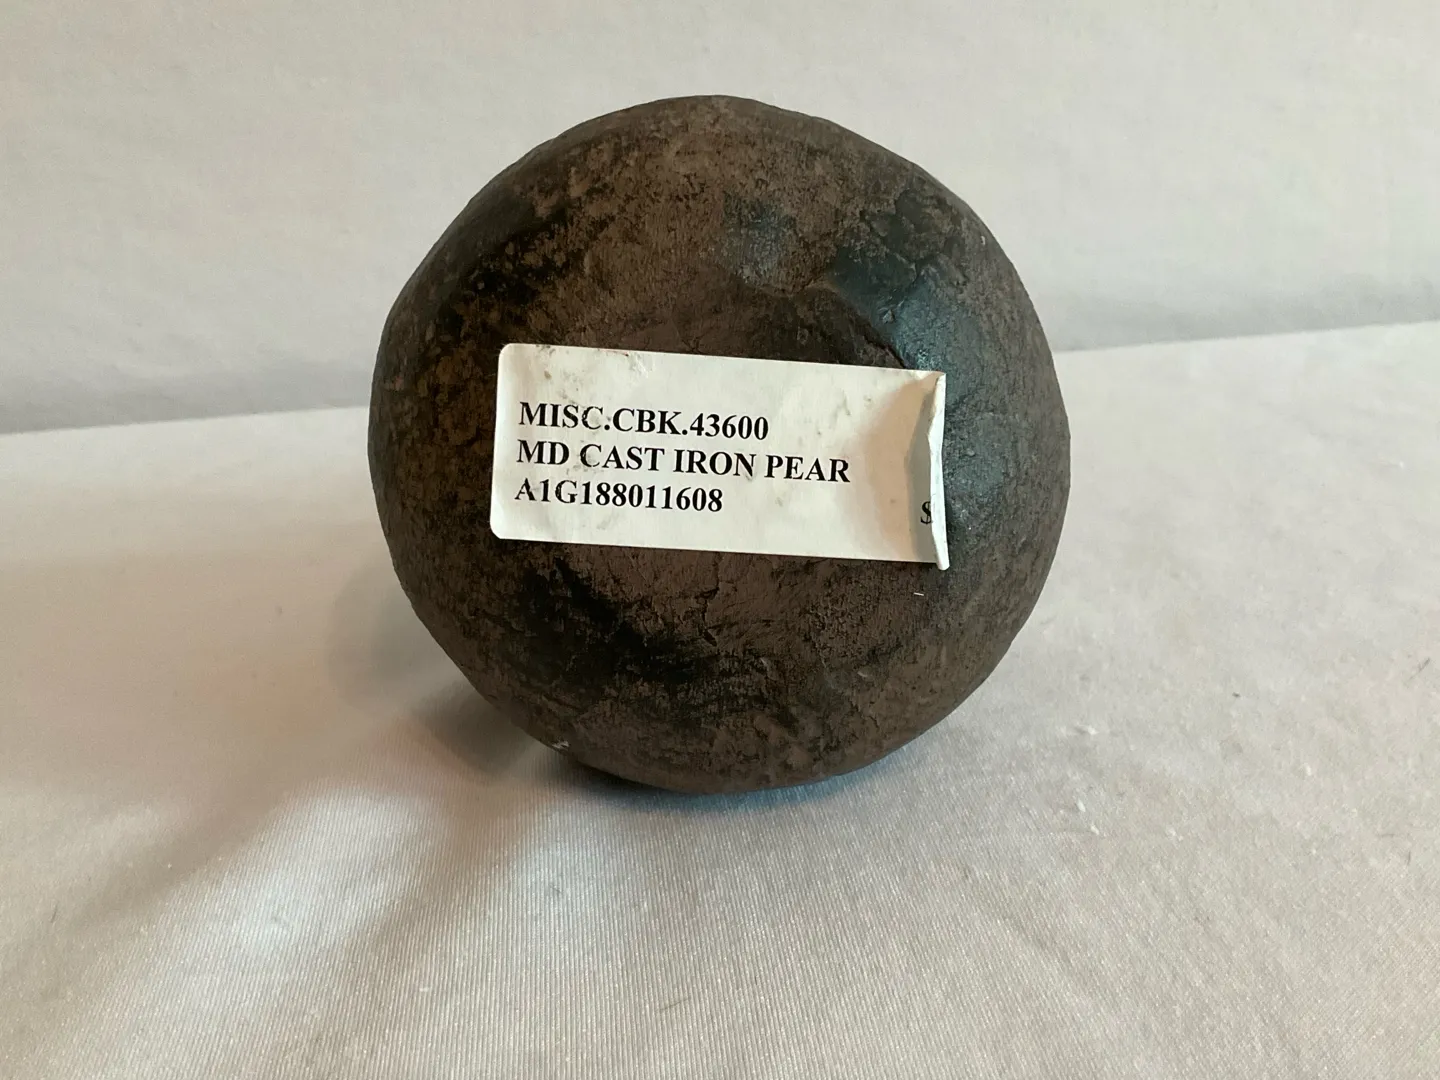 MISC.CBK.43600
MD CAST IRON PEAR
A1G188011608
$